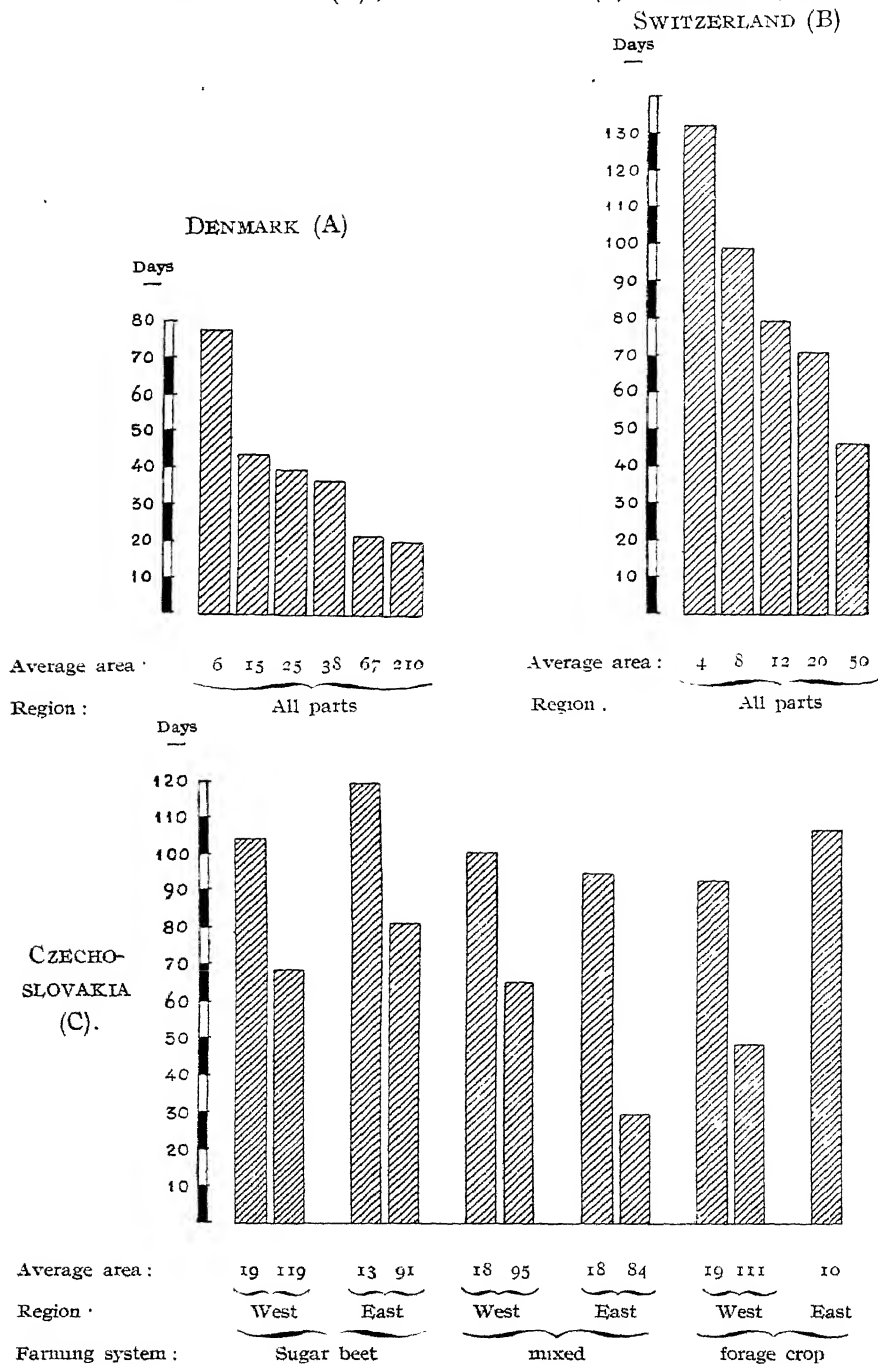 SWITZERLAND (B)
Days
130
120
110
100
90
80
70
60
50
40
30
20
10
DENMARK (A)
Days
80
70
60
50
40
30
20
10
Average area ·
6 15 25 38 67 210
Region :
All parts
Average area :
4 8 12 20 50
Region .
All parts
Days
120
110
100
90
80
70
60
50
40
30
20
10
CZECHO-
SLOVAKIA
(C).
Average area : 19 119 13 91 18 95 18 84 19 111 10
Region · West East West East West East
Farming system : Sugar beet mixed forage crop